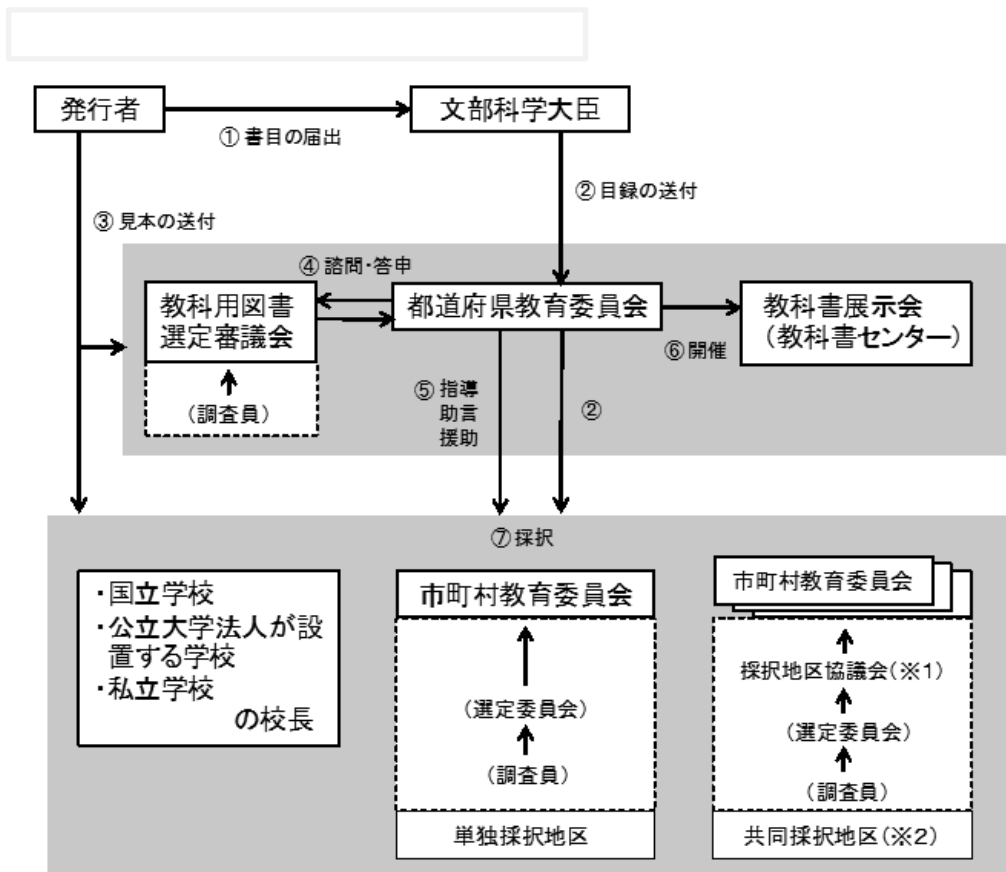 発行者
文部科学大臣
①書目の届出
②目録の送付
③見本の送付
④諮問・答申
教科用図書
選定審議会
都道府県教育委員会
教科書展示会
(教科書センター)
⑥開催
(調査員)
⑤指導
助言
援助
②
⑦採択
・国立学校
・公立大学法人が設
置する学校
・私立学校
の校長
市町村教育委員会
(選定委員会)
(調査員)
単独採択地区
市町村教育委員会
採択地区協議会(※1)
(選定委員会)
(調査員)
共同採択地区(※2)